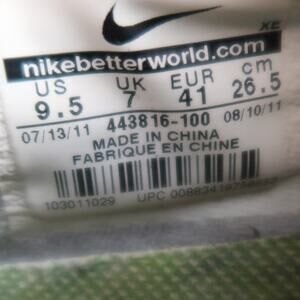 XE
nikebetterworld.com
US UK EUR cm
9.5 7 41 26.5
07/13/11 443816-100 08/10/11
MADE IN CHINA
FABRIQUE EN CHINE
103011029 UPC